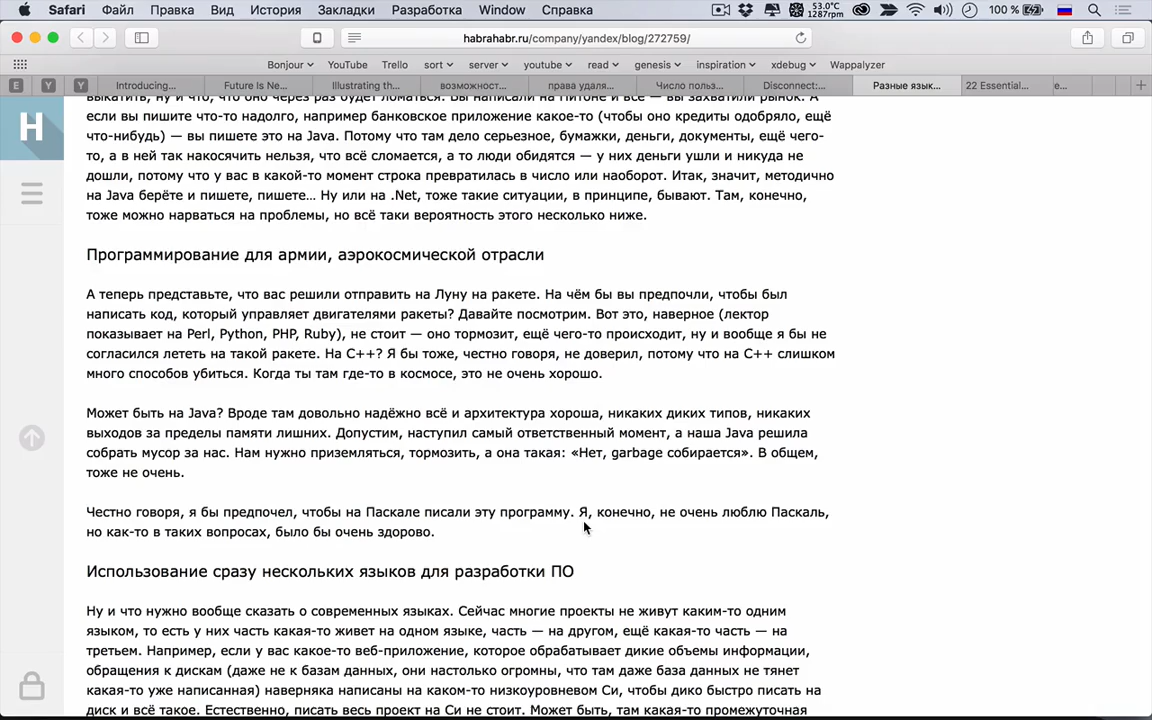 Safari Файл Правка Вид История Закладки Разработка Window Справка 53.0°C 1287rpm 100 %
habrahabr.ru/company/yandex/blog/272759/
Bonjour YouTube Trello sort server youtube read genesis inspiration xdebug Wappalyzer
E Y Y Introducing... Future Is Ne... Illustrating th... возможност... права удаля... Число польз... Disconnect:... Разные язык... 22 Essential... e...
H
выкатить, ну и что, что оно через раз будет ломаться. Вы написали на Питоне и всё — вы захватили рынок. А
если вы пишите что-то надолго, например банковское приложение какое-то (чтобы оно кредиты одобряло, ещё
что-нибудь) — вы пишете это на Java. Потому что там дело серьезное, бумажки, деньги, документы, ещё чего-
то, а в ней так накосячить нельзя, что всё сломается, а то люди обидятся — у них деньги ушли и никуда не
дошли, потому что у вас в какой-то момент строка превратилась в число или наоборот. Итак, значит, методично
на Java берёте и пишете, пишете... Ну или на .Net, тоже такие ситуации, в принципе, бывают. Там, конечно,
тоже можно нарваться на проблемы, но всё таки вероятность этого несколько ниже.
Программирование для армии, аэрокосмической отрасли
А теперь представьте, что вас решили отправить на Луну на ракете. На чём бы вы предпочли, чтобы был
написать код, который управляет двигателями ракеты? Давайте посмотрим. Вот это, наверное (лектор
показывает на Perl, Python, PHP, Ruby), не стоит — оно тормозит, ещё чего-то происходит, ну и вообще я бы не
согласился лететь на такой ракете. На C++? Я бы тоже, честно говоря, не доверил, потому что на C++ слишком
много способов убиться. Когда ты там где-то в космосе, это не очень хорошо.
Может быть на Java? Вроде там довольно надёжно всё и архитектура хороша, никаких диких типов, никаких
выходов за пределы памяти лишних. Допустим, наступил самый ответственный момент, а наша Java решила
собрать мусор за нас. Нам нужно приземляться, тормозить, а она такая: «Нет, garbage собирается». В общем,
тоже не очень.
Честно говоря, я бы предпочел, чтобы на Паскале писали эту программу. Я, конечно, не очень люблю Паскаль,
но как-то в таких вопросах, было бы очень здорово.
Использование сразу нескольких языков для разработки ПО
Ну и что нужно вообще сказать о современных языках. Сейчас многие проекты не живут каким-то одним
языком, то есть у них часть какая-то живет на одном языке, часть — на другом, ещё какая-то часть — на
третьем. Например, если у вас какое-то веб-приложение, которое обрабатывает дикие объемы информации,
обращения к дискам (даже не к базам данных, они настолько огромны, что там даже база данных не тянет
какая-то уже написанная) наверняка написаны на каком-то низкоуровневом Си, чтобы дико быстро писать на
диск и всё такое. Естественно, писать весь проект на Си не стоит. Может быть, там какая-то промежуточная